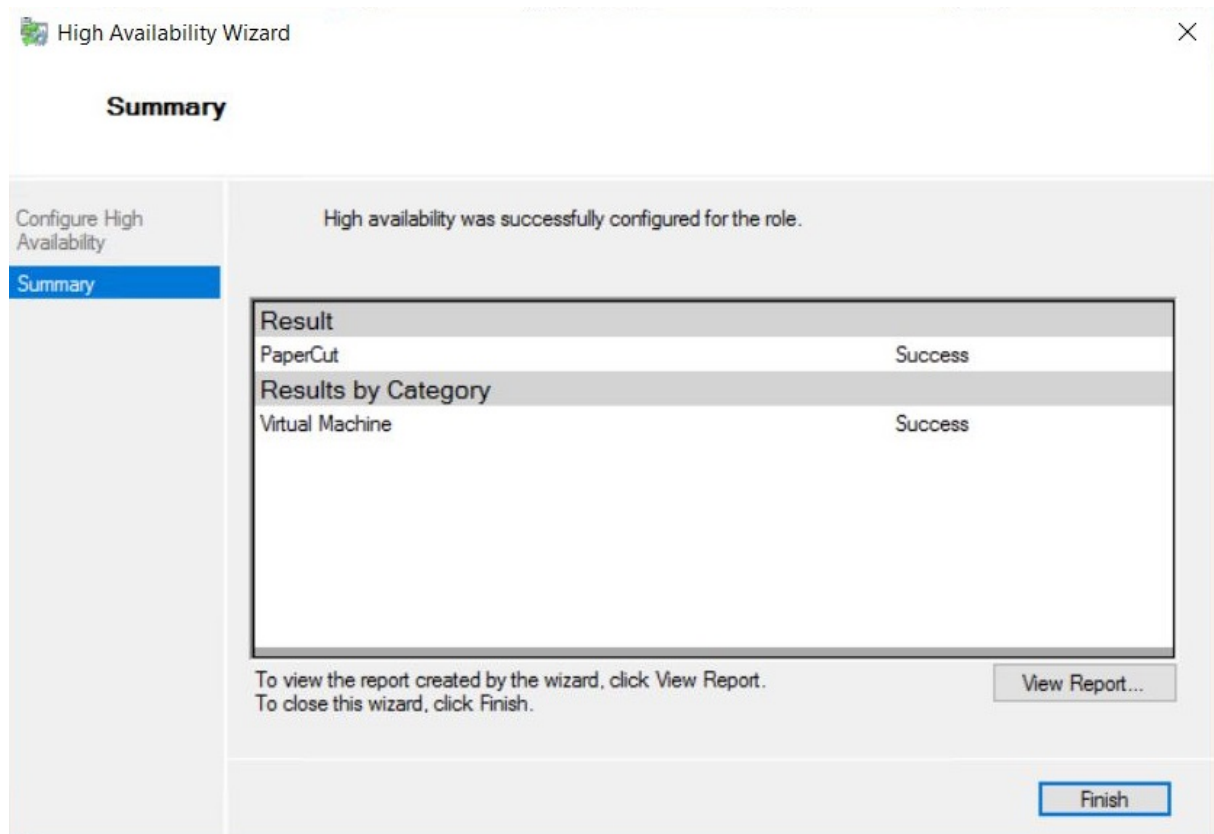 High Availability Wizard
Summary
Configure High
Availability
Summary
High availability was successfully configured for the role.
Result
PaperCut Success
Results by Category
Virtual Machine Success
To view the report created by the wizard, click View Report.
To close this wizard, click Finish.
View Report...
Finish